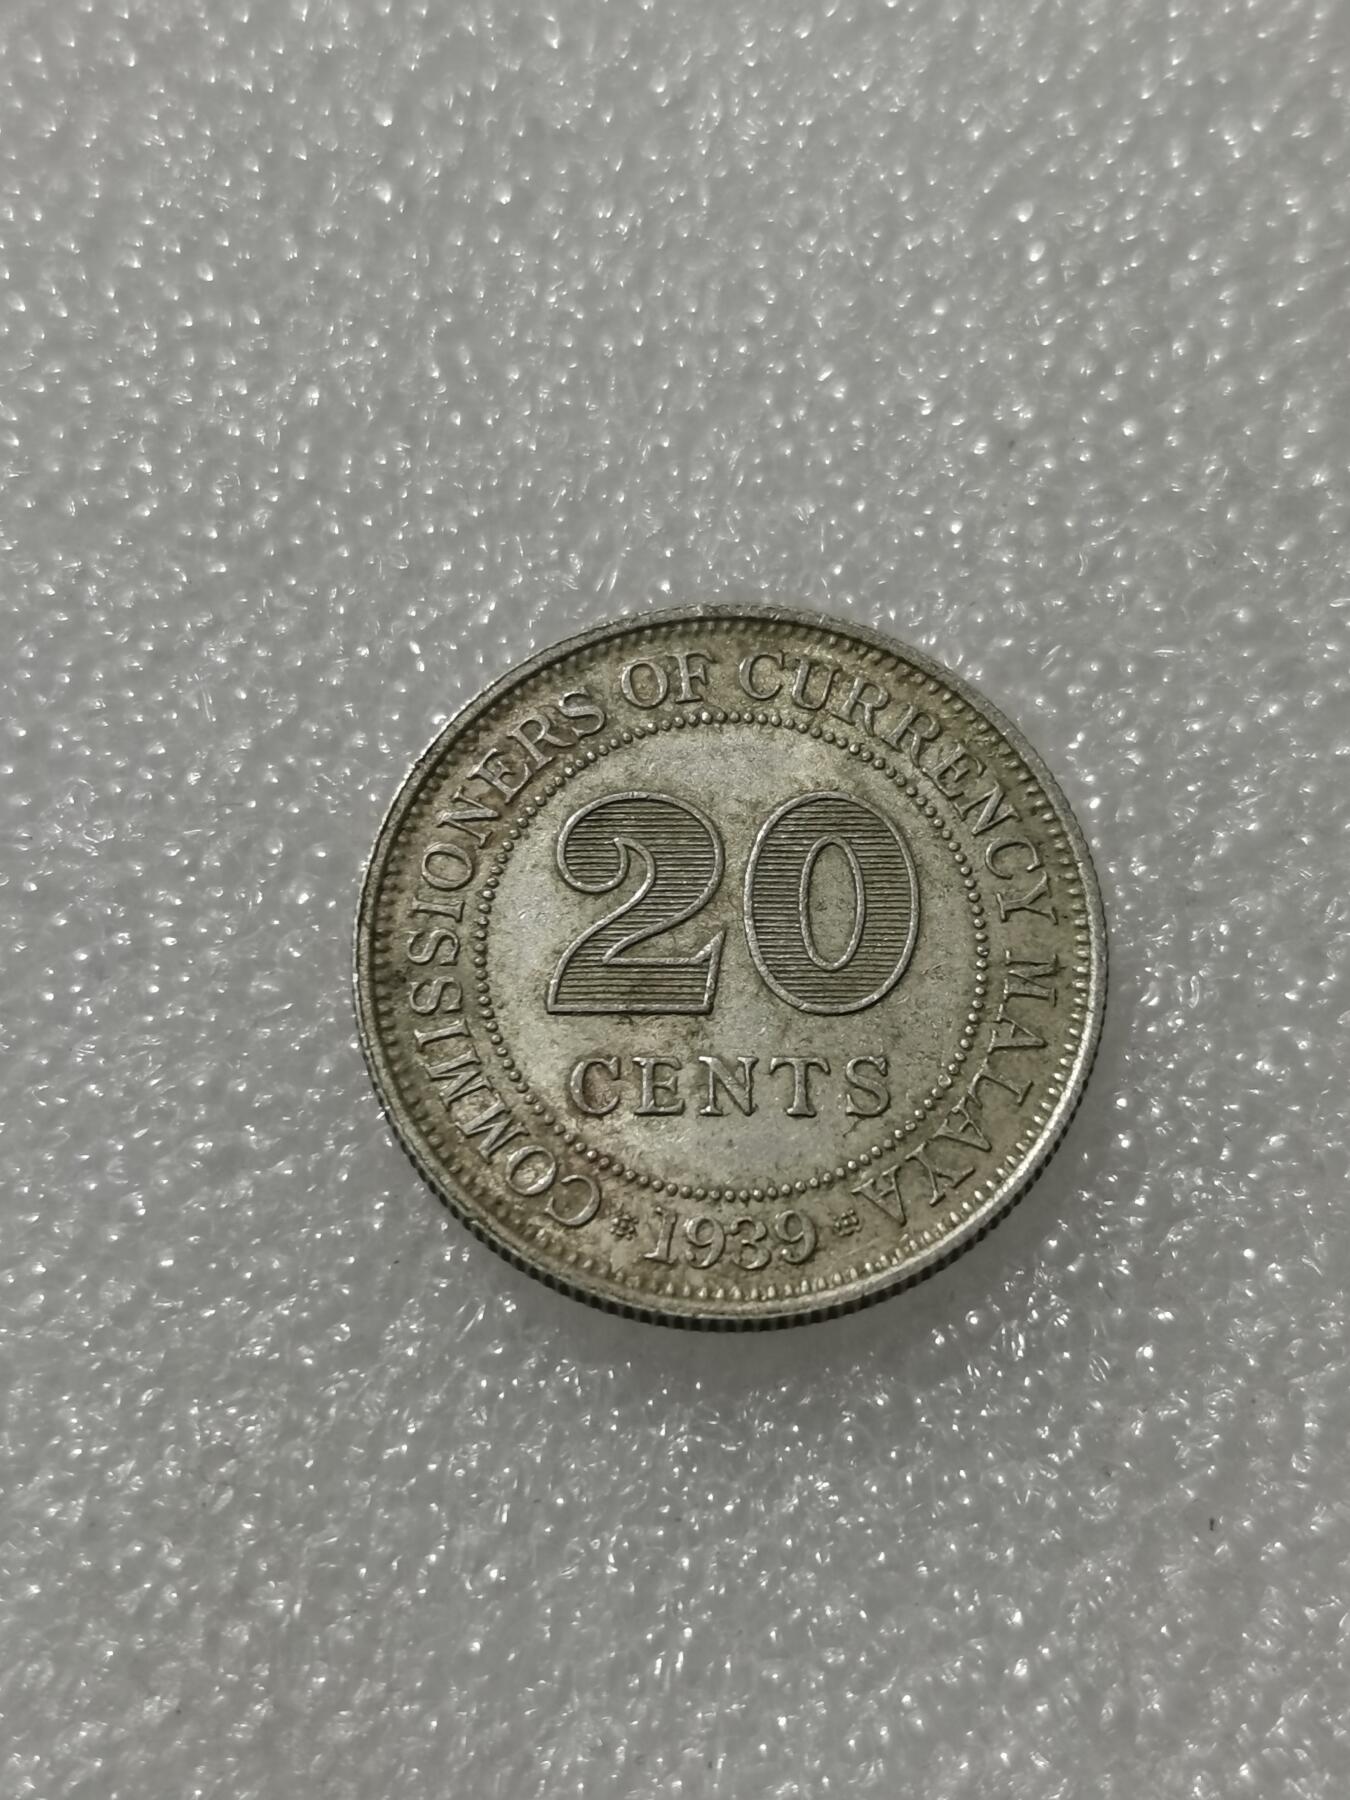 COMMISSIONERS OF CURRENCY MALAYA
20
CENTS
1939